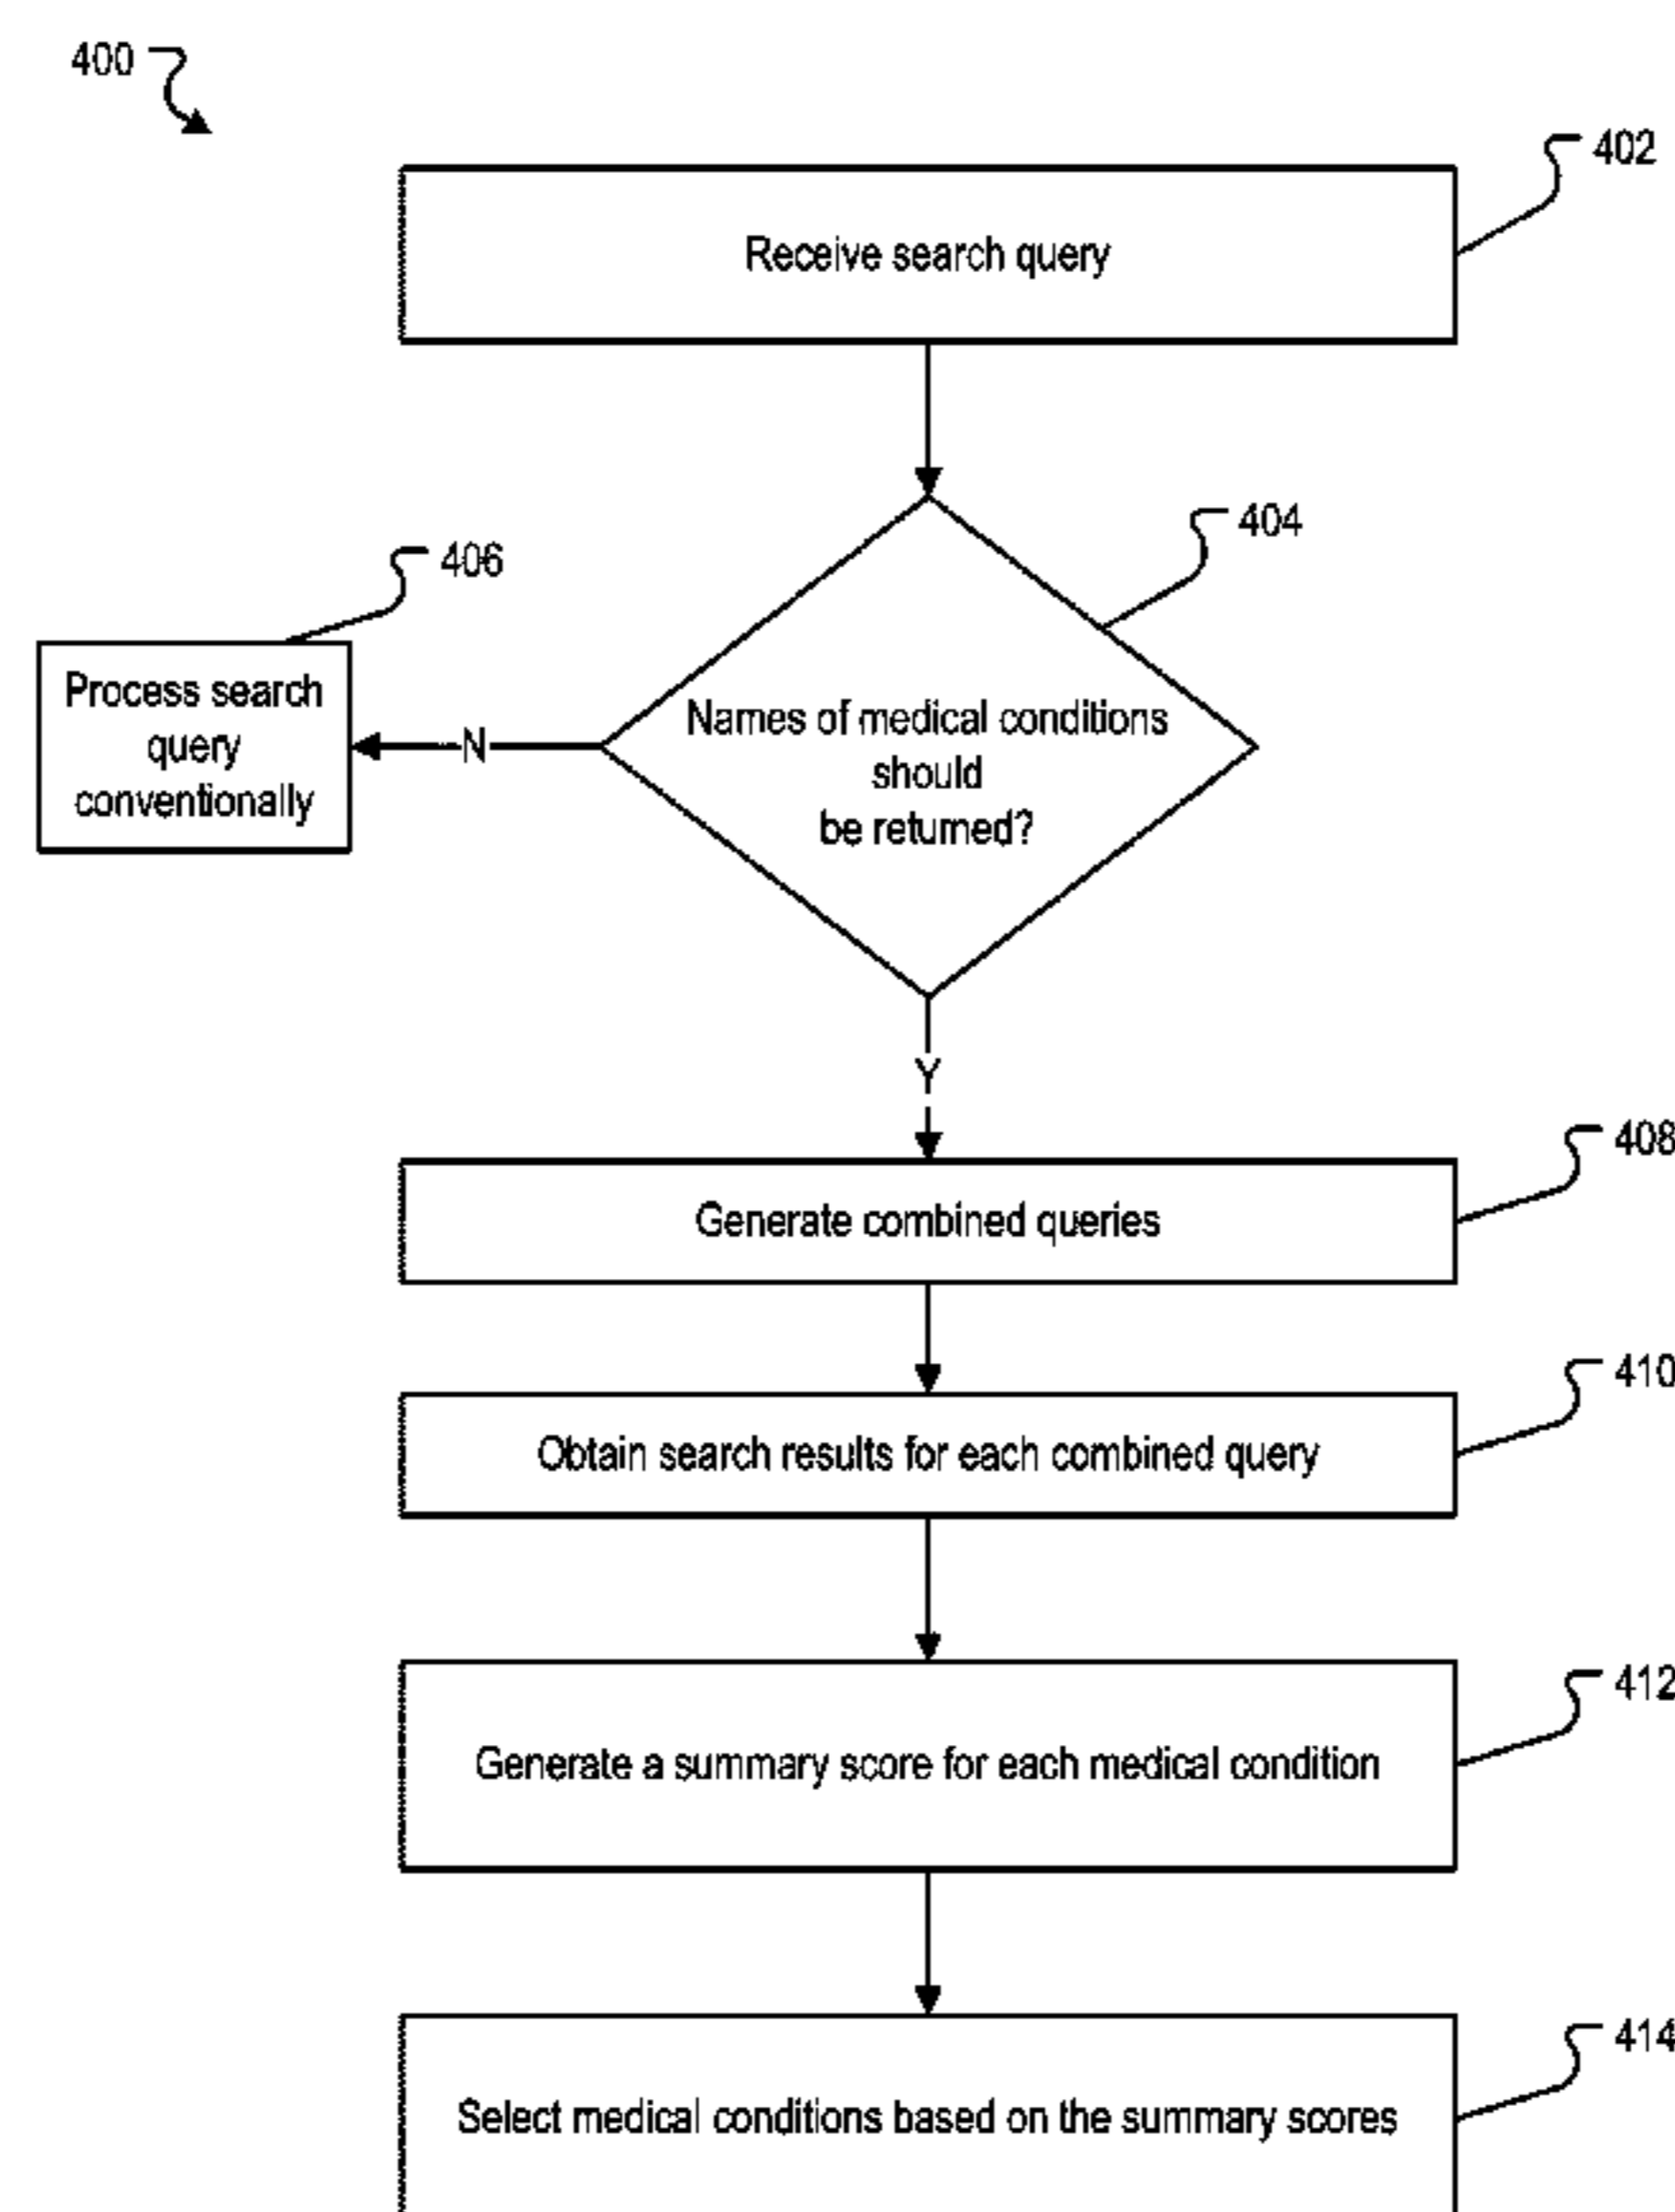 400
402
Receive search query
404
406
Process search
query
conventionally
N
Names of medical conditions
should
be returned?
Y
408
Generate combined queries
410
Obtain search results for each combined query
412
Generate a summary score for each medical condition
414
Select medical conditions based on the summary scores